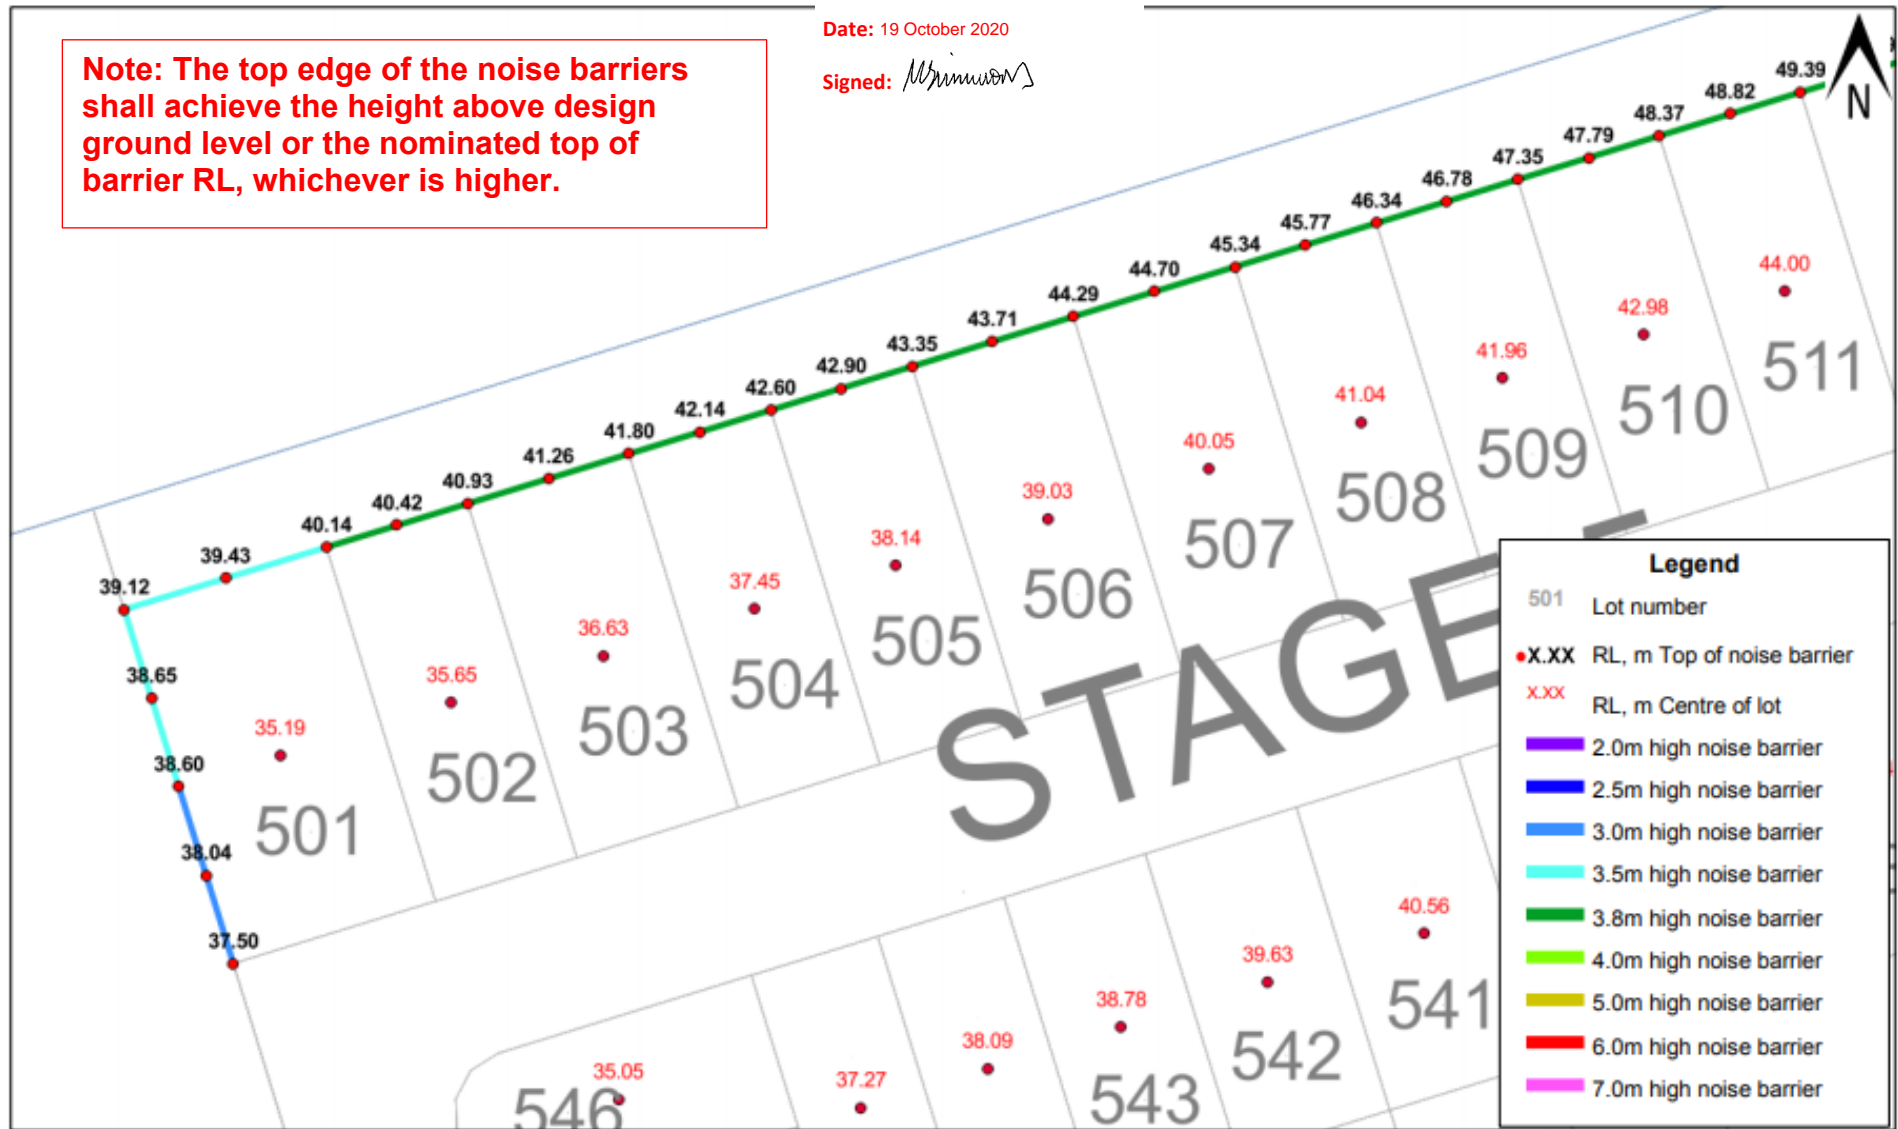 Date: 19 October 2020
Signed:
Note: The top edge of the noise barriers
shall achieve the height above design
ground level or the nominated top of
barrier RL, whichever is higher.
N
49.39
48.82
48.37
47.79
47.35
46.78
46.34
45.77
45.34
44.70
44.29
43.71
43.35
42.90
42.60
42.14
41.80
41.26
40.93
40.42
40.14
39.43
39.12
38.65
38.60
38.04
37.50
35.19
501
35.65
502
36.63
503
37.45
504
38.14
505
39.03
506
40.05
507
41.04
508
41.96
509
42.98
510
44.00
511
STAGE
35.05
546
37.27
38.09
38.78
543
39.63
542
40.56
541
Legend
501 Lot number
X.XX RL, m Top of noise barrier
X.XX RL, m Centre of lot
2.0m high noise barrier
2.5m high noise barrier
3.0m high noise barrier
3.5m high noise barrier
3.8m high noise barrier
4.0m high noise barrier
5.0m high noise barrier
6.0m high noise barrier
7.0m high noise barrier